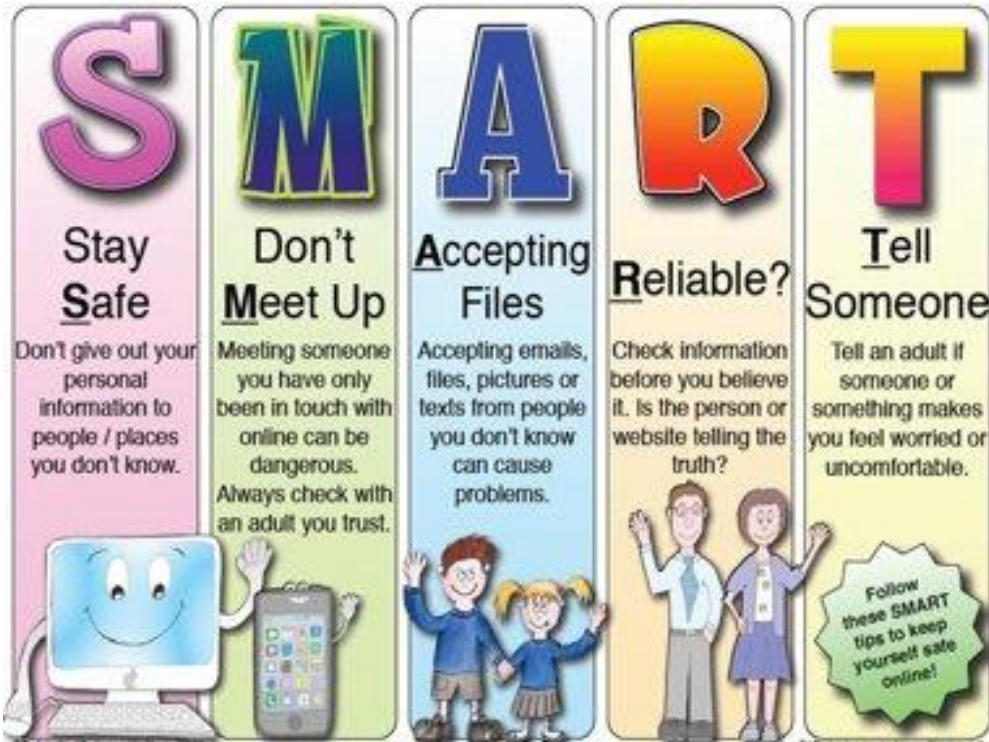 S
Stay
Safe
Don't give out your
personal
information to
people / places
you don't know.
M
Don't
Meet Up
Meeting someone
you have only
been in touch with
online can be
dangerous.
Always check with
an adult you trust.
A
Accepting
Files
Accepting emails,
files, pictures or
texts from people
you don't know
can cause
problems.
R
Reliable?
Check information
before you believe
it. Is the person or
website telling the
truth?
T
Tell
Someone
Tell an adult if
someone or
something makes
you feel worried or
uncomfortable.
Follow
these SMART
tips to keep
yourself safe
online!